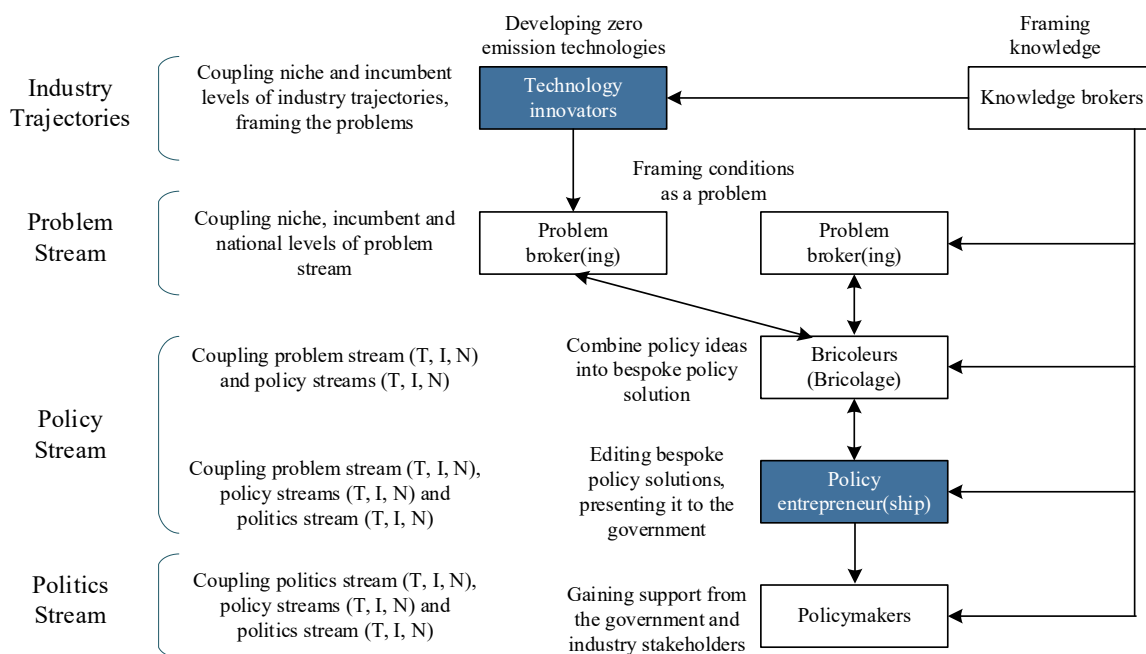 Developing zero
emission technologies
Framing
knowledge
Industry
Trajectories
Coupling niche and incumbent
levels of industry trajectories,
framing the problems
Technology
innovators
Knowledge brokers
Framing conditions
as a problem
Problem
Stream
Coupling niche, incumbent and
national levels of problem
stream
Problem
broker(ing)
Problem
broker(ing)
Policy
Stream
Coupling problem stream (T, I, N)
and policy streams (T, I, N)
Combine policy ideas
into bespoke policy
solution
Bricoleurs
(Bricolage)
Coupling problem stream (T, I, N),
policy streams (T, I, N) and
politics stream (T, I, N)
Editing bespoke
policy solutions,
presenting it to the
government
Policy
entrepreneur(ship)
Politics
Stream
Coupling politics stream (T, I, N),
policy streams (T, I, N) and
politics stream (T, I, N)
Gaining support from
the government and
industry stakeholders
Policymakers